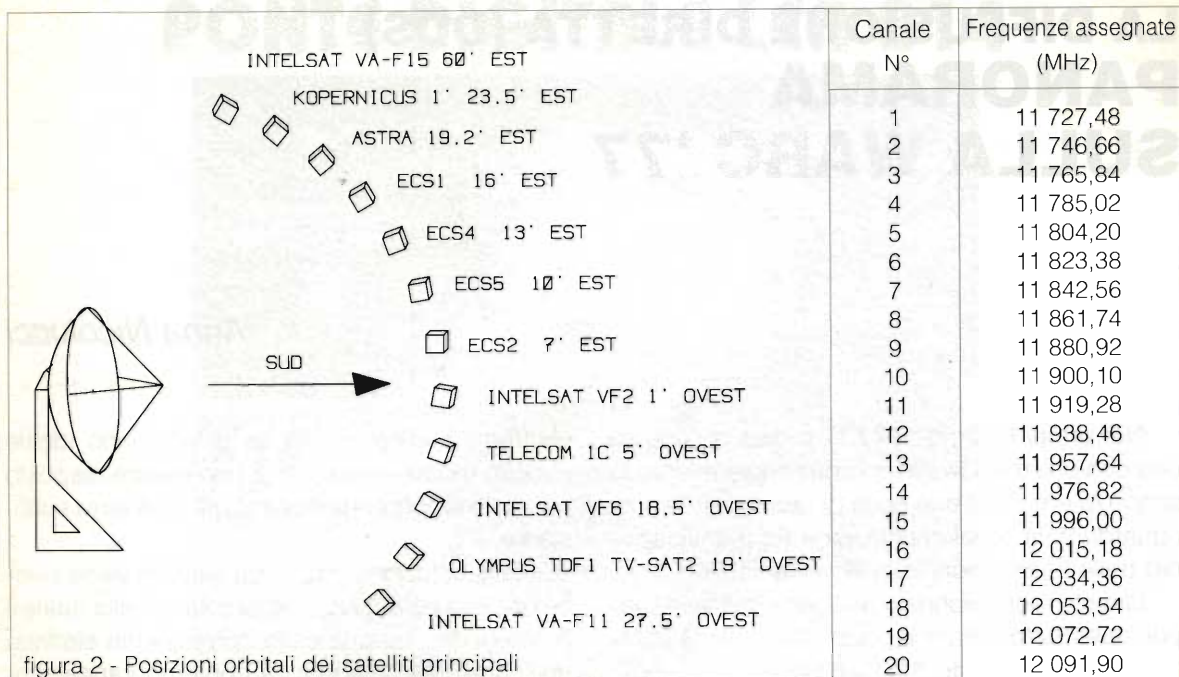 INTELSAT VA-F15 60' EST
KOPERNICUS 1' 23.5' EST
ASTRA 19.2' EST
ECS1 16' EST
ECS4 13' EST
ECS5 10' EST
ECS2 7' EST
SUD
INTELSAT VF2 1' OVEST
TELECOM 1C 5' OVEST
INTELSAT VF6 18.5' OVEST
OLYMPUS TDF1 TV-SAT2 19' OVEST
INTELSAT VA-F11 27.5' OVEST
figura 2 - Posizioni orbitali dei satelliti principali
Canale N° Frequenze assegnate (MHz)
1 11 727,48
2 11 746,66
3 11 765,84
4 11 785,02
5 11 804,20
6 11 823,38
7 11 842,56
8 11 861,74
9 11 880,92
10 11 900,10
11 11 919,28
12 11 938,46
13 11 957,64
14 11 976,82
15 11 996,00
16 12 015,18
17 12 034,36
18 12 053,54
19 12 072,72
20 12 091,90